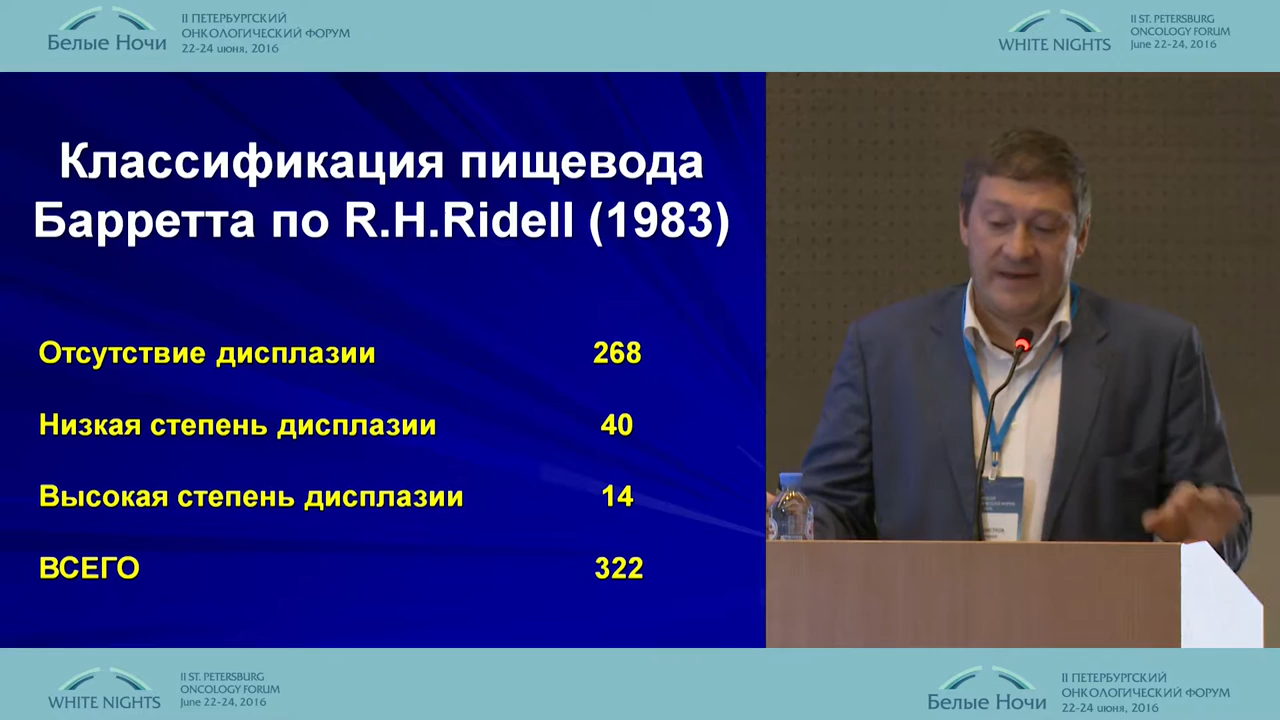 Белые Ночи
II ПЕТЕРБУРГСКИЙ
ОНКОЛОГИЧЕСКИЙ ФОРУМ
22-24 июня, 2016
WHITE NIGHTS
II ST. PETERSBURG
ONCOLOGY FORUM
June 22-24, 2016
Классификация пищевода
Барретта по R.H.Ridell (1983)
Отсутствие дисплазии 268
Низкая степень дисплазии 40
Высокая степень дисплазии 14
ВСЕГО 322
WHITE NIGHTS
II ST. PETERSBURG
ONCOLOGY FORUM
June 22-24, 2016
Белые Ночи
II ПЕТЕРБУРГСКИЙ
ОНКОЛОГИЧЕСКИЙ ФОРУМ
22-24 июня, 2016